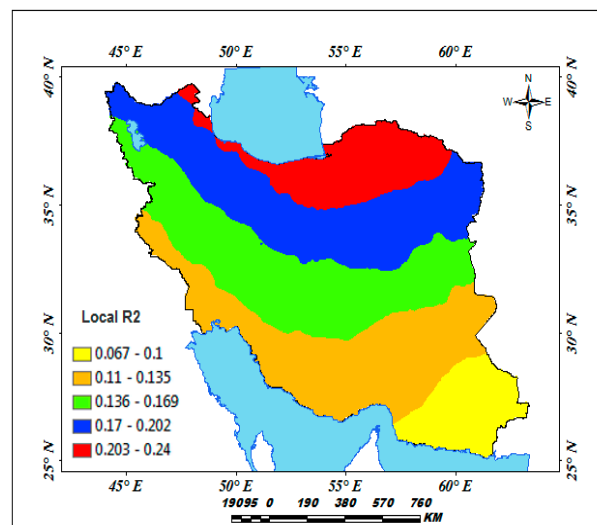 45° E 50° E 55° E 60° E
40° N 40° N
N
W E
S
35° N 35° N
30° N 30° N
25° N 25° N
Local R2
0.067 - 0.1
0.11 - 0.135
0.136 - 0.169
0.17 - 0.202
0.203 - 0.24
45° E 50° E 55° E 60° E
19095 0 190 380 570 760
KM